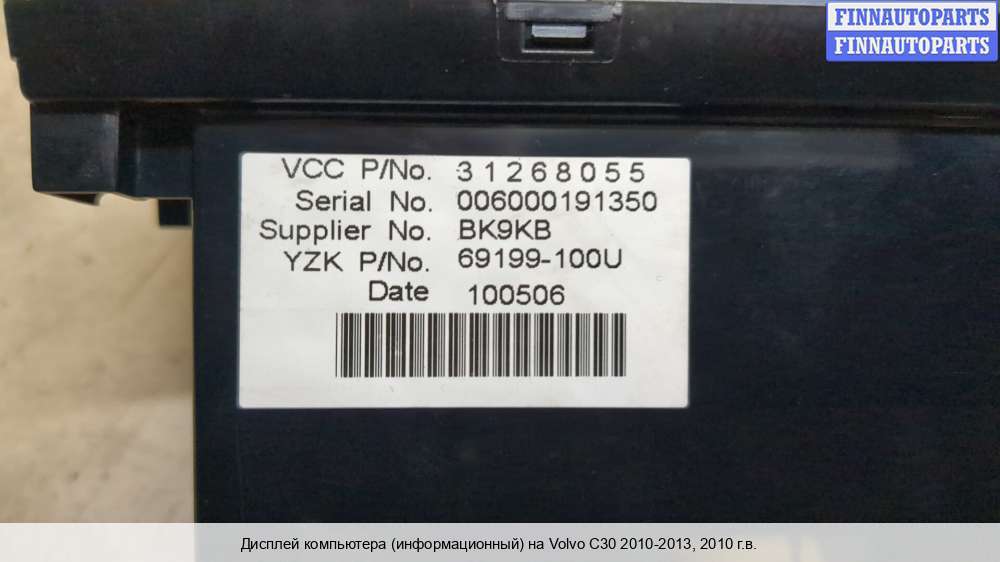 FINNAUTOPARTS
FINNAUTOPARTS
VCC P/No. 31268055
Serial No. 006000191350
Supplier No. BK9KB
YZK P/No. 69199-100U
Date 100506
Дисплей компьютера (информационный) на Volvo C30 2010-2013, 2010 г.в.